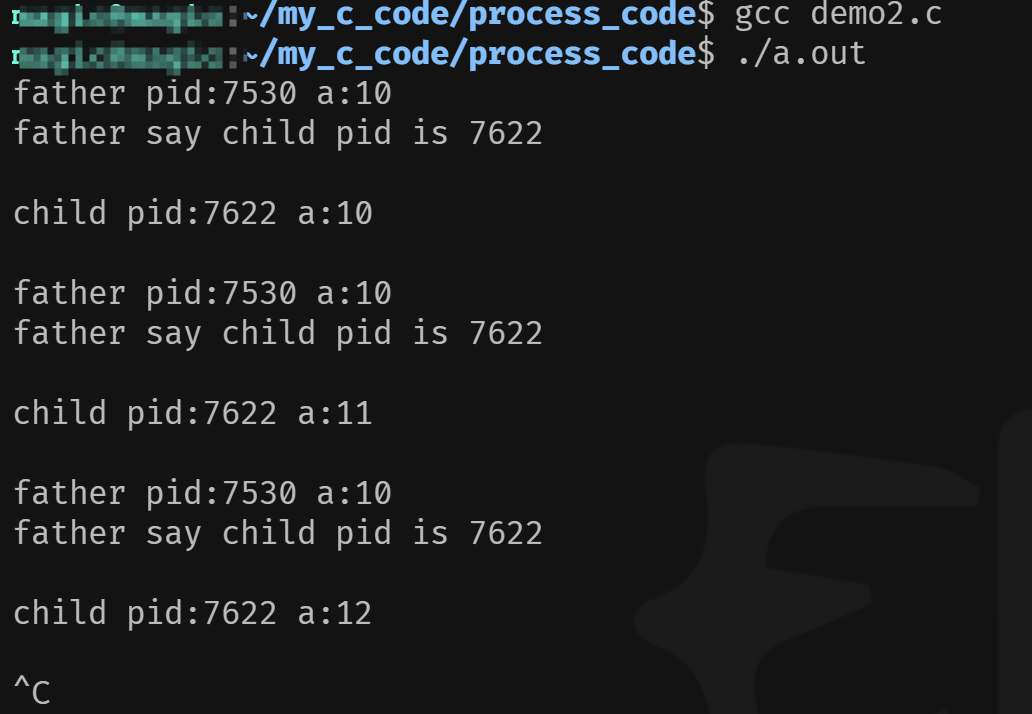 :~/my_c_code/process_code$ gcc demo2.c
:~/my_c_code/process_code$ ./a.out
father pid:7530 a:10
father say child pid is 7622
child pid:7622 a:10
father pid:7530 a:10
father say child pid is 7622
child pid:7622 a:11
father pid:7530 a:10
father say child pid is 7622
child pid:7622 a:12
^C